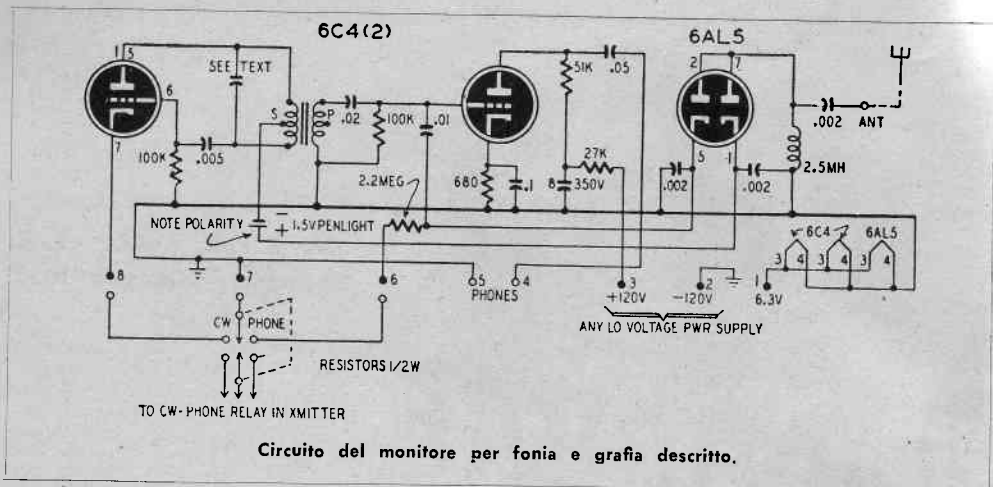 6C4(2)
6AL5
1 5
SEE TEXT
6
7
100K
.005
S
P
.02
100K
.01
51K
.05
680
.1
8
350V
27K
2 7
5 1
.002
.002
.002
ANT
2.5MH
2.2MEG
NOTE POLARITY
− + 1.5V PENLIGHT
6C4 6AL5
3 4 3 4 3 4
8
7
6
5 4
PHONES
3
+120V
2
−120V
1
6.3V
ANY LO VOLTAGE PWR SUPPLY
CW PHONE
RESISTORS 1/2W
TO CW-PHONE RELAY IN XMITTER
Circuito del monitore per fonia e grafia descritto.